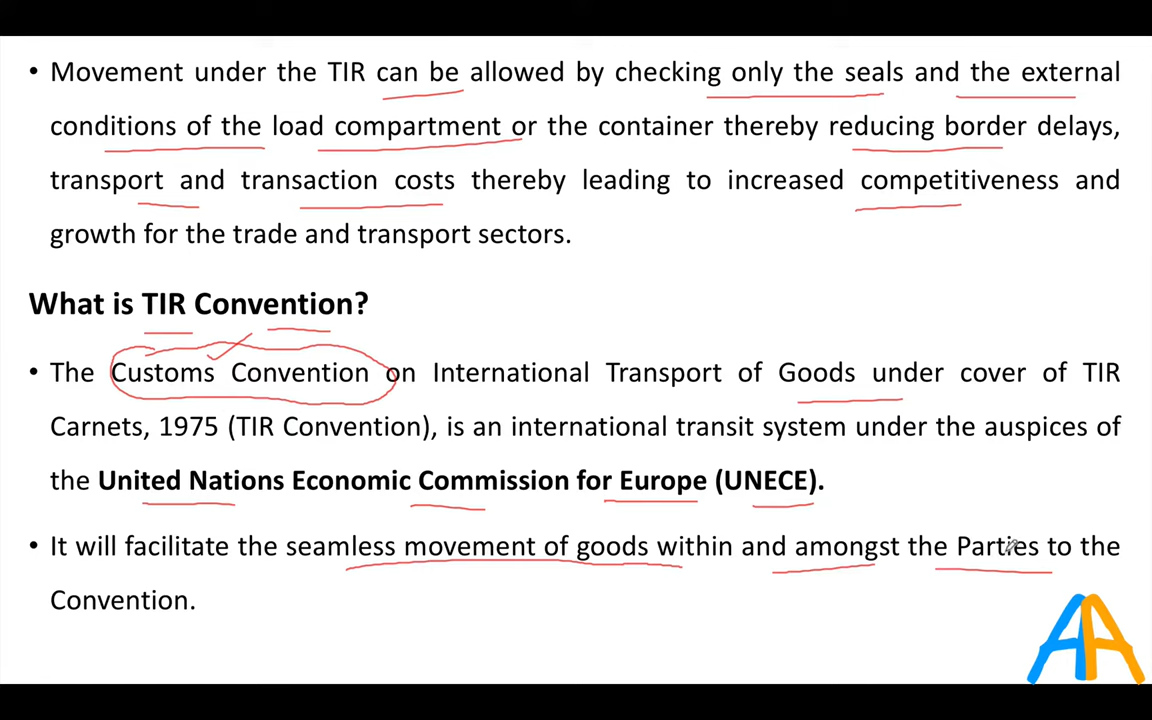 • Movement under the TIR can be allowed by checking only the seals and the external
conditions of the load compartment or the container thereby reducing border delays,
transport and transaction costs thereby leading to increased competitiveness and
growth for the trade and transport sectors.
What is TIR Convention?
• The Customs Convention on International Transport of Goods under cover of TIR
Carnets, 1975 (TIR Convention), is an international transit system under the auspices of
the United Nations Economic Commission for Europe (UNECE).
• It will facilitate the seamless movement of goods within and amongst the Parties to the
Convention.
AA